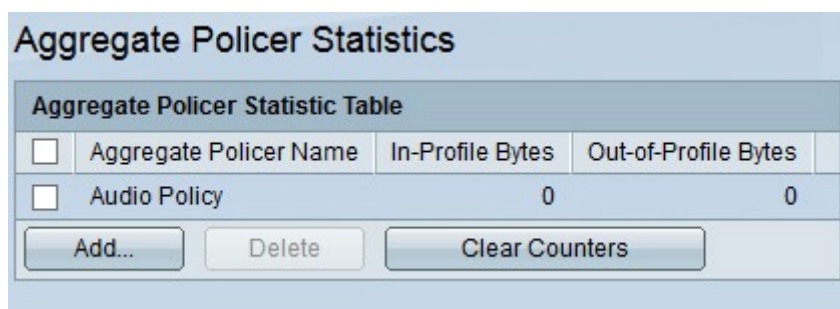 Aggregate Policer Statistics
Aggregate Policer Statistic Table
Aggregate Policer Name In-Profile Bytes Out-of-Profile Bytes
Audio Policy 0 0
Add... Delete Clear Counters